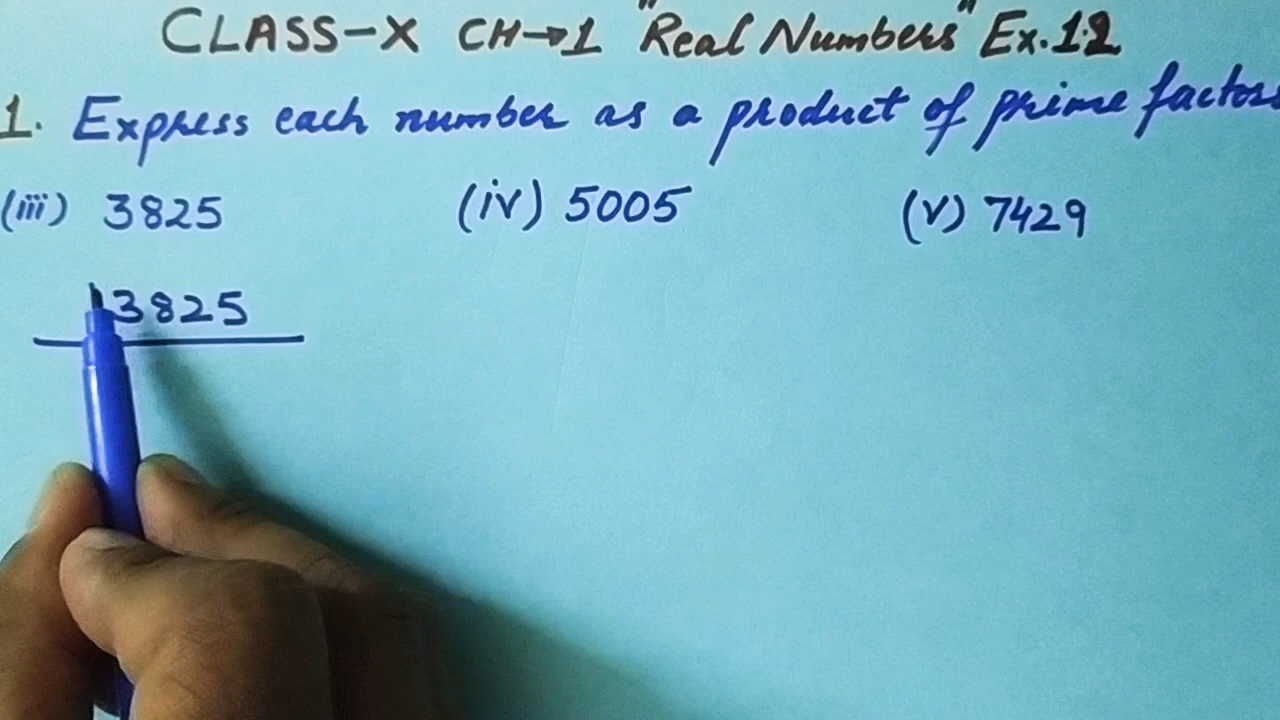 CLASS-X CH→1 "Real Numbers" Ex.1.2
1. Express each number as a product of prime factors
(iii) 3825 (iv) 5005 (v) 7429
3825